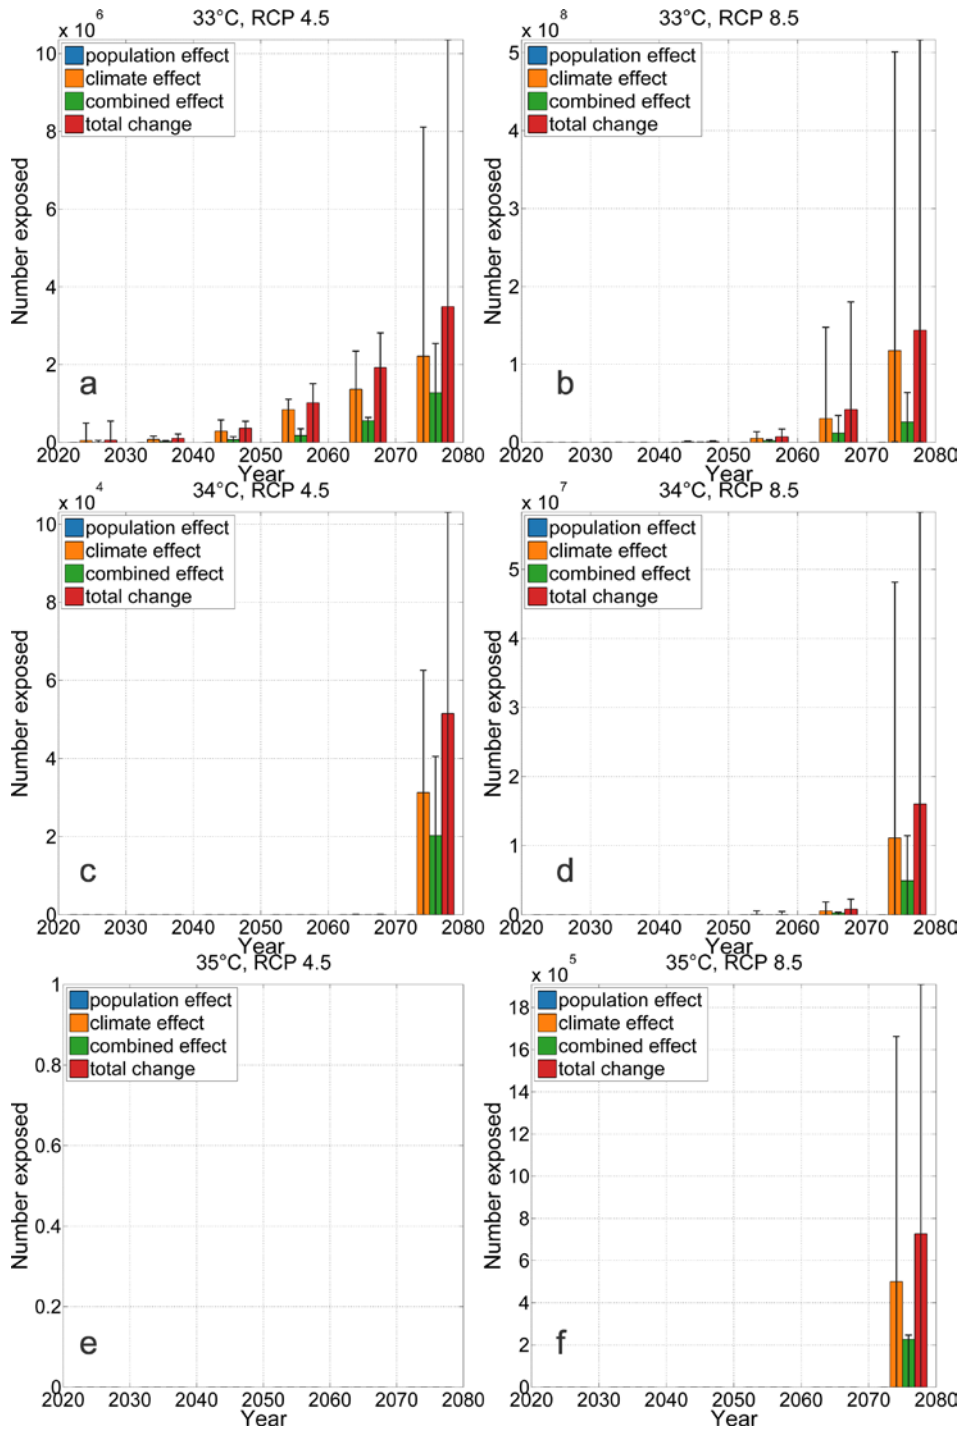 33°C, RCP 4.5
x 10^6
population effect
climate effect
combined effect
total change
10
8
6
4
2
0
Number exposed
a
2020 2030 2040 2050 2060 2070 2080
Year
33°C, RCP 8.5
x 10^8
population effect
climate effect
combined effect
total change
5
4
3
2
1
0
Number exposed
b
2020 2030 2040 2050 2060 2070 2080
Year
34°C, RCP 4.5
x 10^4
population effect
climate effect
combined effect
total change
10
8
6
4
2
0
Number exposed
c
2020 2030 2040 2050 2060 2070 2080
Year
34°C, RCP 8.5
x 10^7
population effect
climate effect
combined effect
total change
5
4
3
2
1
0
Number exposed
d
2020 2030 2040 2050 2060 2070 2080
Year
35°C, RCP 4.5
population effect
climate effect
combined effect
total change
1
0.8
0.6
0.4
0.2
0
Number exposed
e
2020 2030 2040 2050 2060 2070 2080
Year
35°C, RCP 8.5
x 10^5
population effect
climate effect
combined effect
total change
18
16
14
12
10
8
6
4
2
0
Number exposed
f
2020 2030 2040 2050 2060 2070 2080
Year